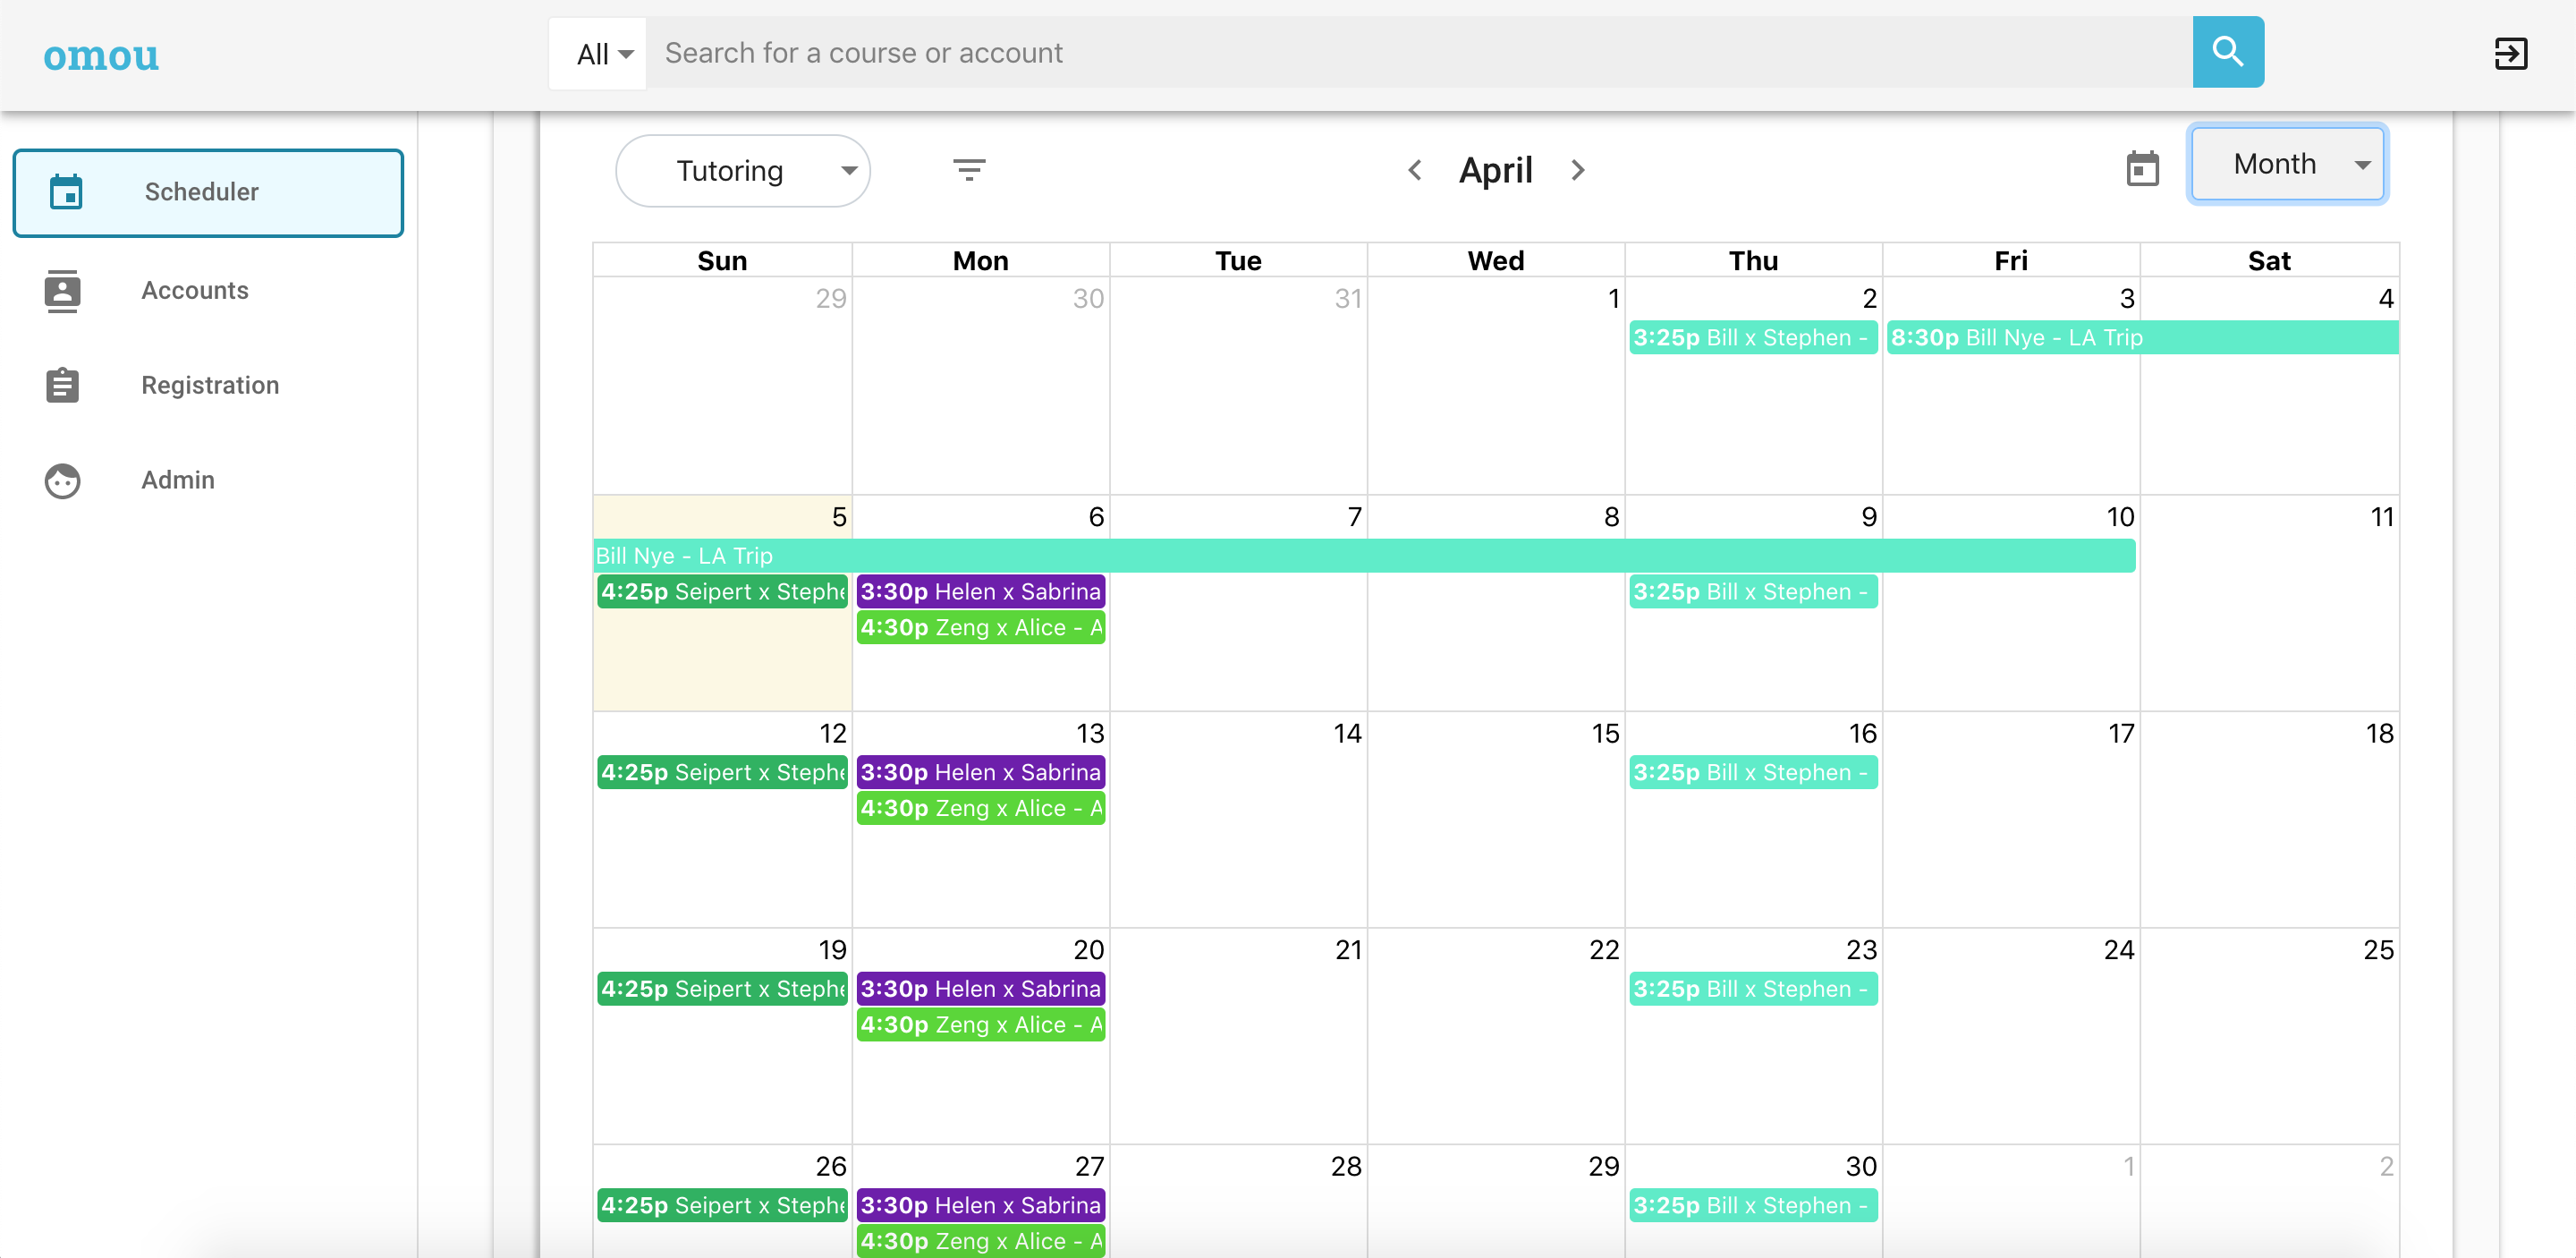 omou
All
Search for a course or account
Scheduler
Accounts
Registration
Admin
Tutoring
April
Month
Sun Mon Tue Wed Thu Fri Sat
29 30 31 1 2 3 4
3:25p Bill x Stephen - 8:30p Bill Nye - LA Trip
5 6 7 8 9 10 11
Bill Nye - LA Trip
4:25p Seipert x Stephe 3:30p Helen x Sabrina 3:25p Bill x Stephen -
4:30p Zeng x Alice - A
12 13 14 15 16 17 18
4:25p Seipert x Stephe 3:30p Helen x Sabrina 3:25p Bill x Stephen -
4:30p Zeng x Alice - A
19 20 21 22 23 24 25
4:25p Seipert x Stephe 3:30p Helen x Sabrina 3:25p Bill x Stephen -
4:30p Zeng x Alice - A
26 27 28 29 30 1 2
4:25p Seipert x Stephe 3:30p Helen x Sabrina 3:25p Bill x Stephen -
4:30p Zeng x Alice - A